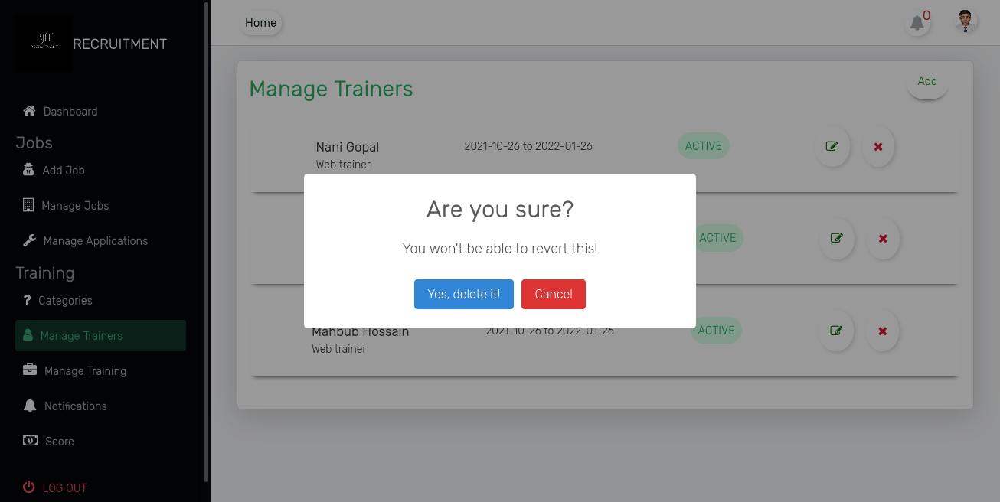 BJIT
RECRUITMENT
RECRUITMENT
Home
0
Dashboard
Jobs
Add Job
Manage Jobs
Manage Applications
Training
Categories
Manage Trainers
Manage Training
Notifications
Score
LOG OUT
Manage Trainers
Add
Nani Gopal
Web trainer
2021-10-26 to 2022-01-26
ACTIVE
ACTIVE
Are you sure?
You won't be able to revert this!
Yes, delete it!
Cancel
Mahbub Hossain
Web trainer
2021-10-26 to 2022-01-26
ACTIVE